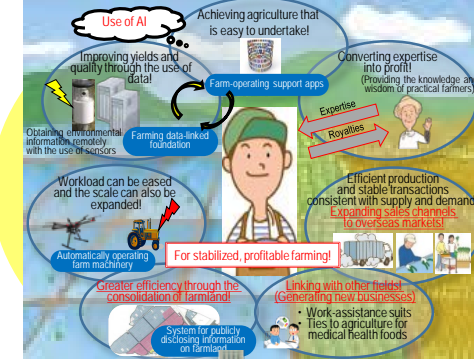 Use of AI
Achieving agriculture that
is easy to undertake!
Farm-operating support apps
Improving yields and
quality through the use of
data!
Obtaining environmental
information remotely
with the use of sensors
Farming data-linked
foundation
Converting expertise
into profit!
(Providing the knowledge and
wisdom of practical farmers)
Expertise
Royalties
Workload can be eased
and the scale can also be
expanded!
Automatically operating
farm machinery
Efficient production
and stable transactions
consistent with supply and demand
Expanding sales channels
to overseas markets!
For stabilized, profitable farming!
Greater efficiency through the
consolidation of farmland!
System for publicly
disclosing information
on farmland
Linking with other fields!
(Generating new businesses)
• Work-assistance suits
Ties to agriculture for
medical health foods